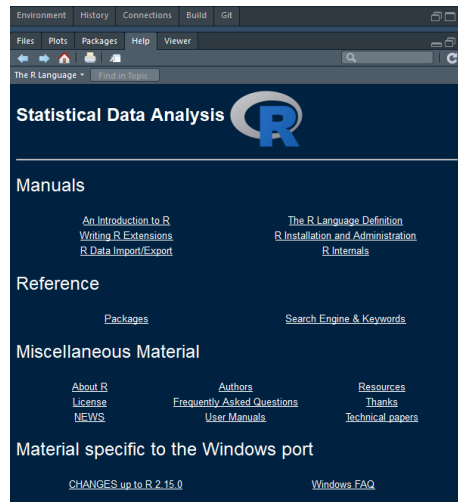 Environment History Connections Build Git
Files Plots Packages Help Viewer
The R Language Find in Topic
Statistical Data Analysis R
Manuals
An Introduction to R The R Language Definition
Writing R Extensions R Installation and Administration
R Data Import/Export R Internals
Reference
Packages Search Engine & Keywords
Miscellaneous Material
About R Authors Resources
License Frequently Asked Questions Thanks
NEWS User Manuals Technical papers
Material specific to the Windows port
CHANGES up to R 2.15.0 Windows FAQ